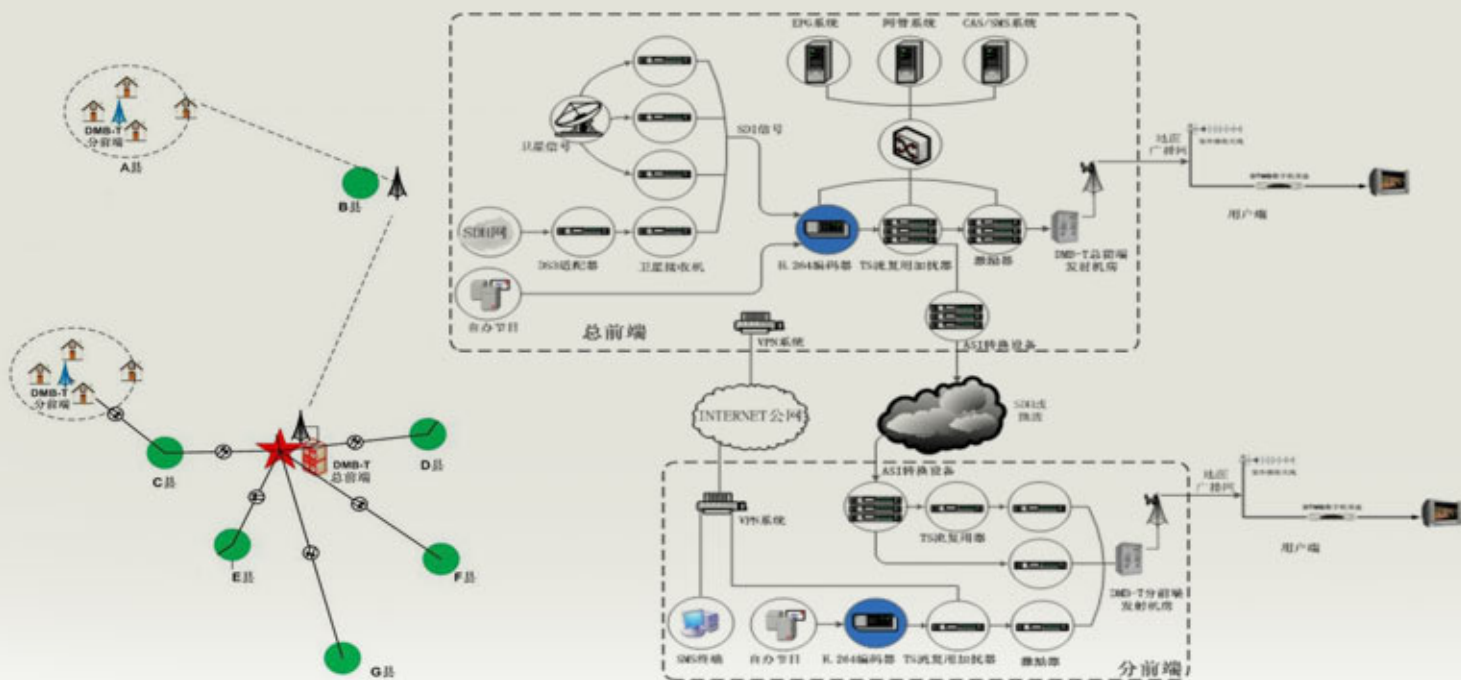 DMB-T
分前端
A县
B县
DMB-T
分前端
C县
DMB-T
总前端
D县
E县
F县
G县
EPG系统
网管系统
CAS/SMS系统
卫星信号
SDI信号
SDH网
DS3适配器
卫星接收机
H.264编码器
TS流复用加扰器
激励器
DMB-T总前端
发射机房
自办节目
总前端
VPN系统
ASI转换设备
用户端
INTERNET公网
ASI转换设备
VPN系统
TS流复用器
DMB-T分前端
发射机房
SMS终端
自办节目
H.264编码器
TS流复用加扰器
激励器
分前端
用户端